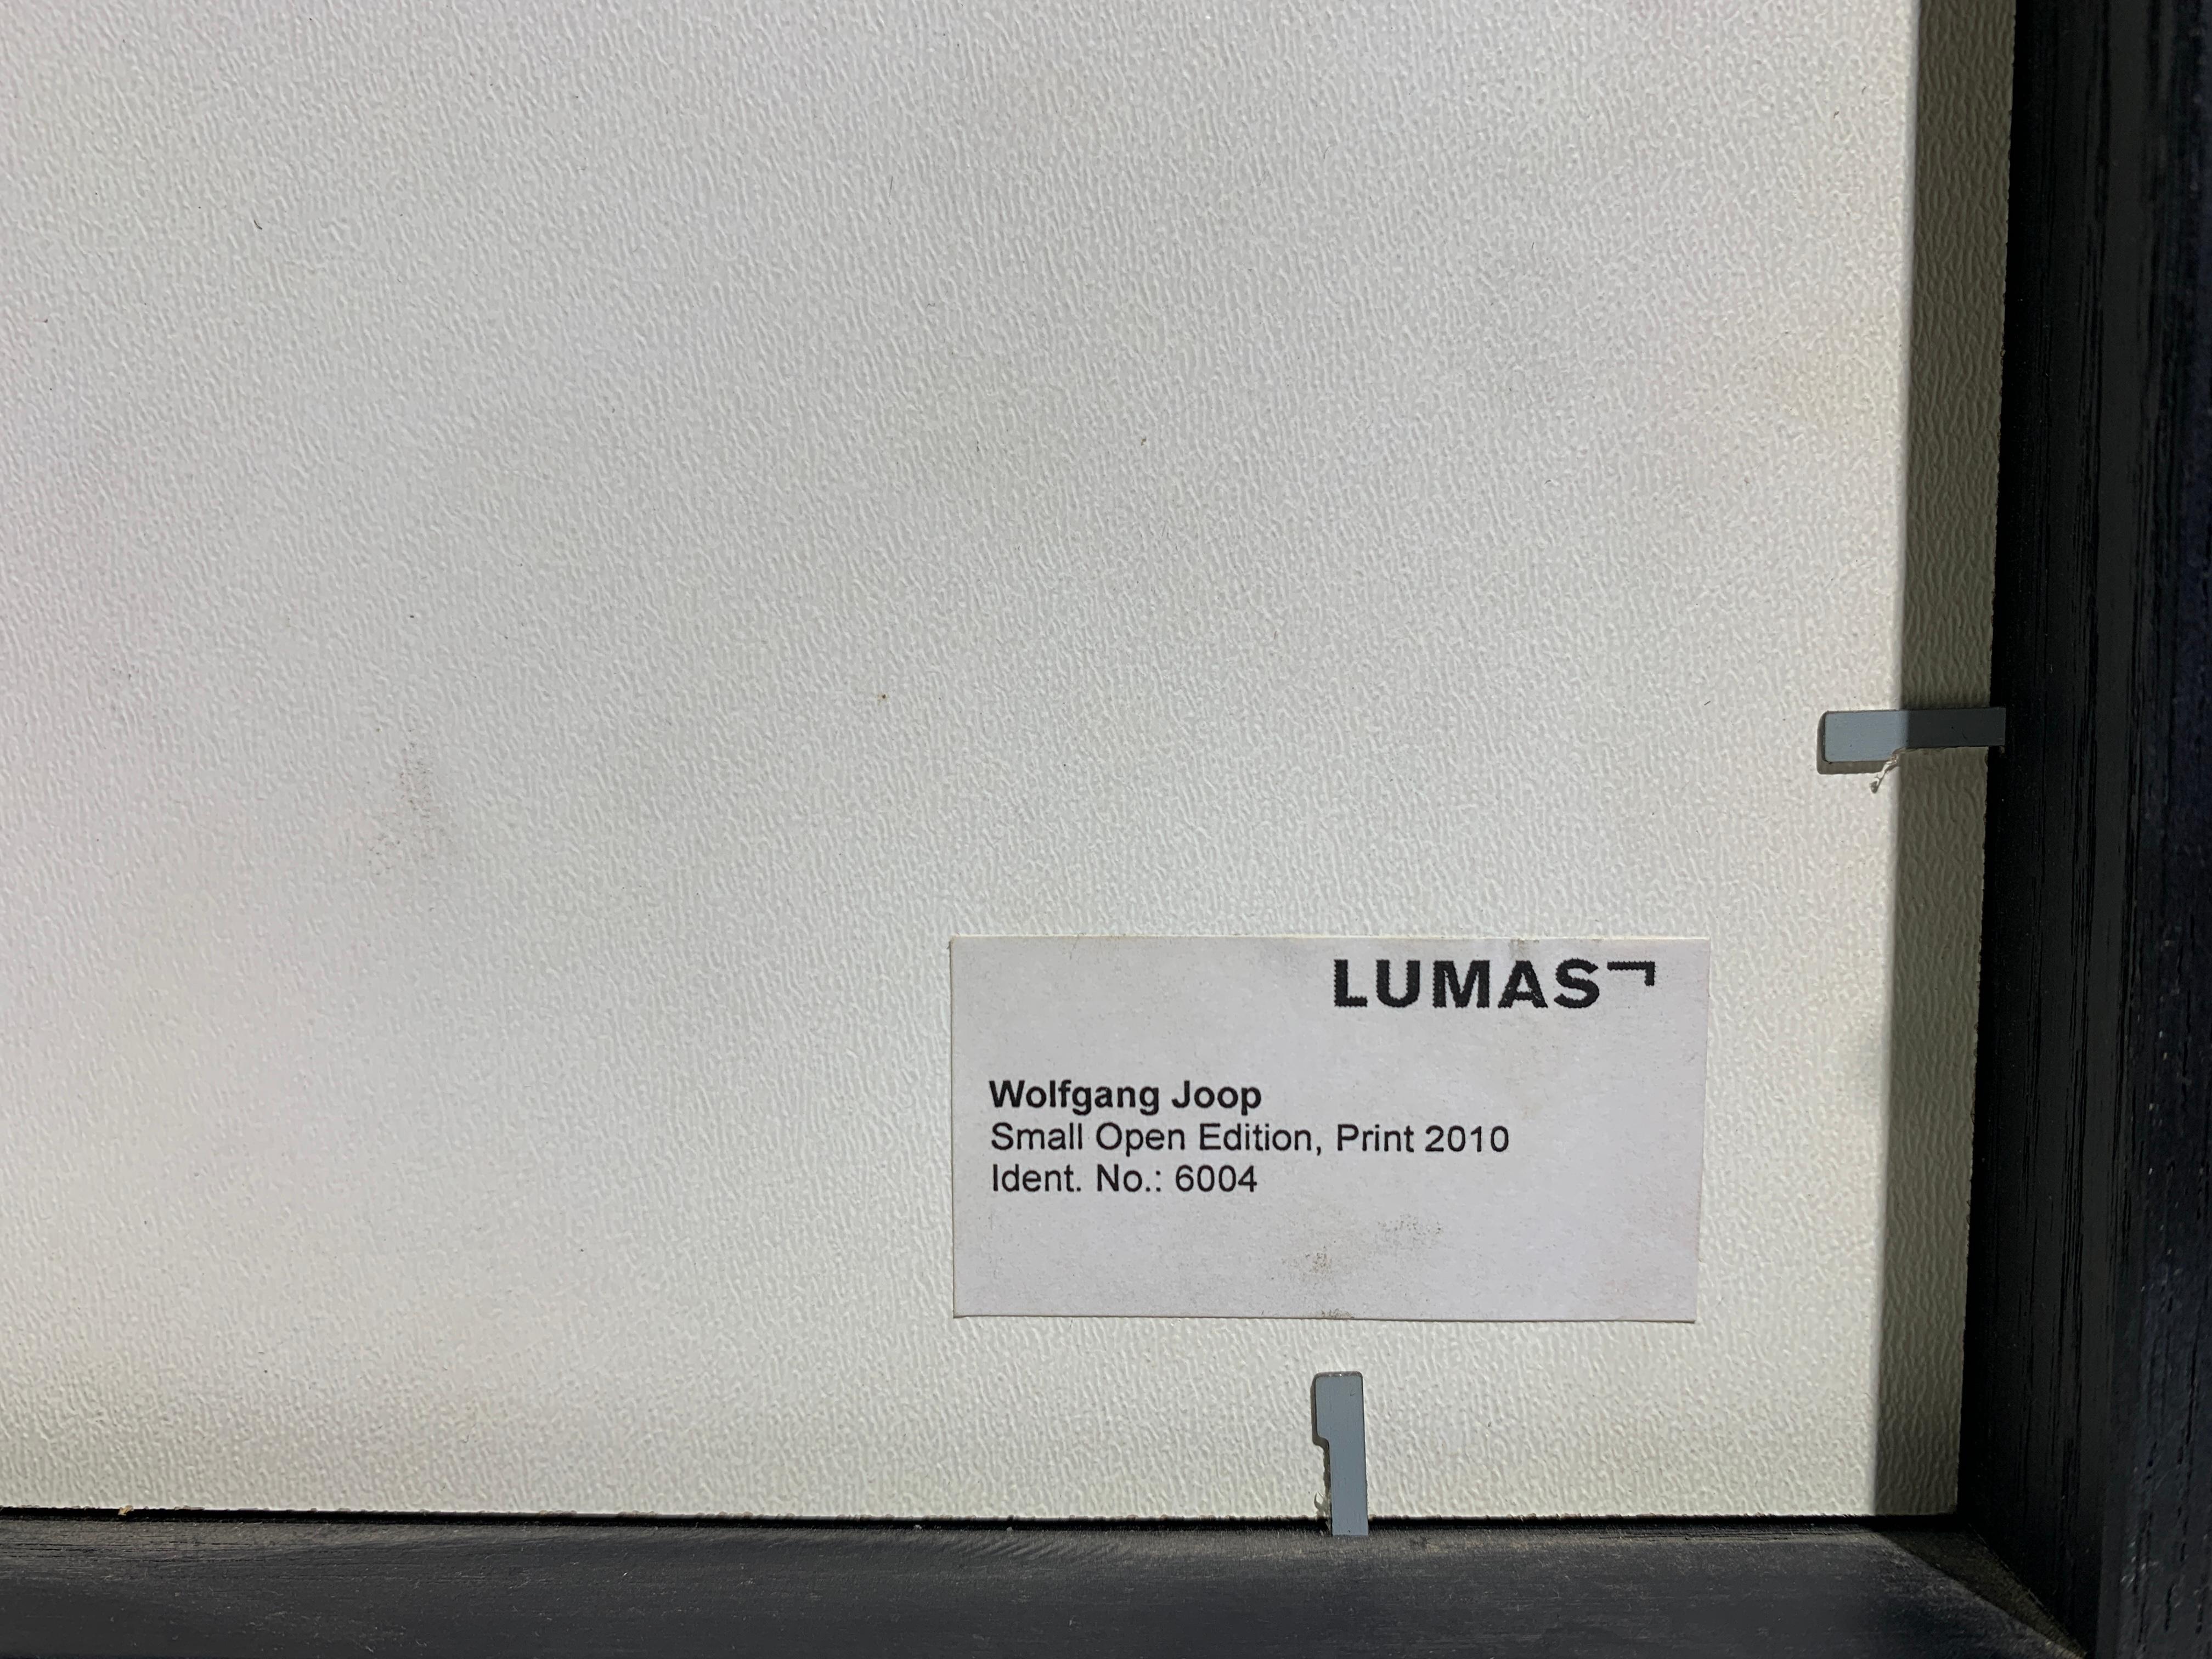 LUMAS
Wolfgang Joop
Small Open Edition, Print 2010
Ident. No.: 6004